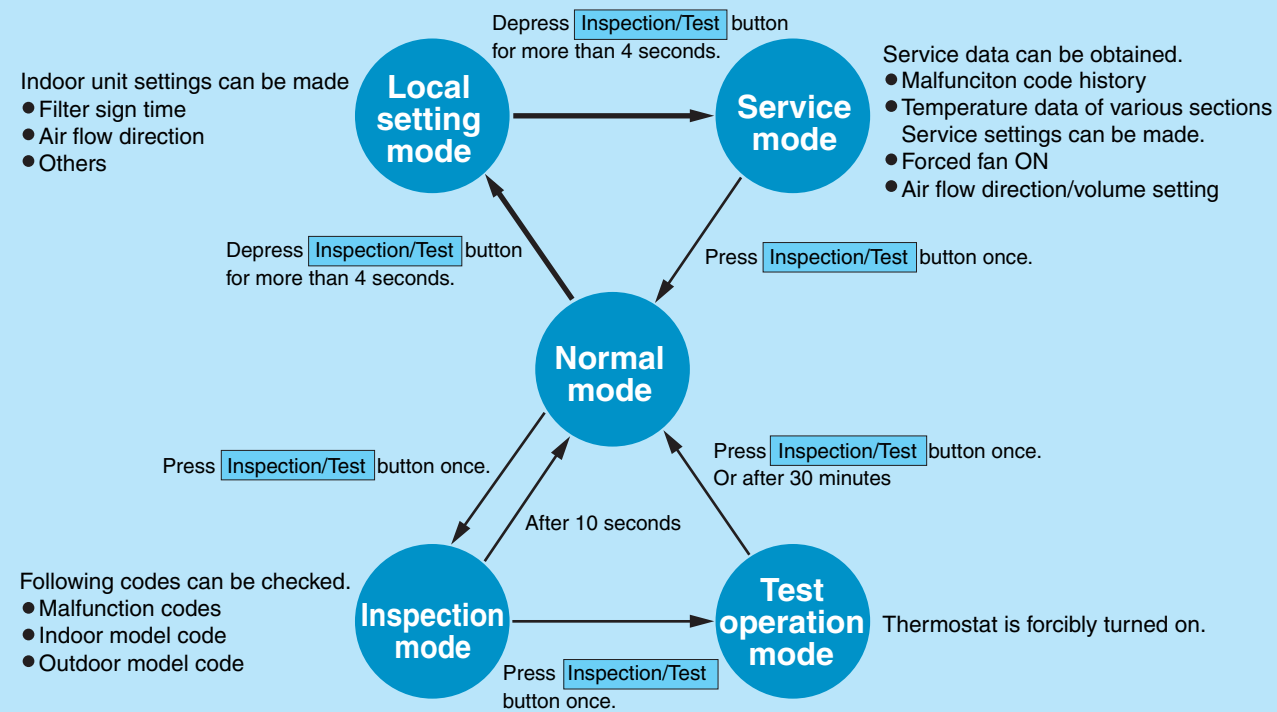 Depress Inspection/Test button
for more than 4 seconds.
Indoor unit settings can be made
● Filter sign time
● Air flow direction
● Others
Local
setting
mode
Service
mode
Service data can be obtained.
● Malfunciton code history
● Temperature data of various sections
Service settings can be made.
● Forced fan ON
● Air flow direction/volume setting
Depress Inspection/Test button
for more than 4 seconds.
Press Inspection/Test button once.
Normal
mode
Press Inspection/Test button once.
After 10 seconds
Press Inspection/Test button once.
Or after 30 minutes
Following codes can be checked.
● Malfunction codes
● Indoor model code
● Outdoor model code
Inspection
mode
Press Inspection/Test
button once.
Test
operation
mode
Thermostat is forcibly turned on.